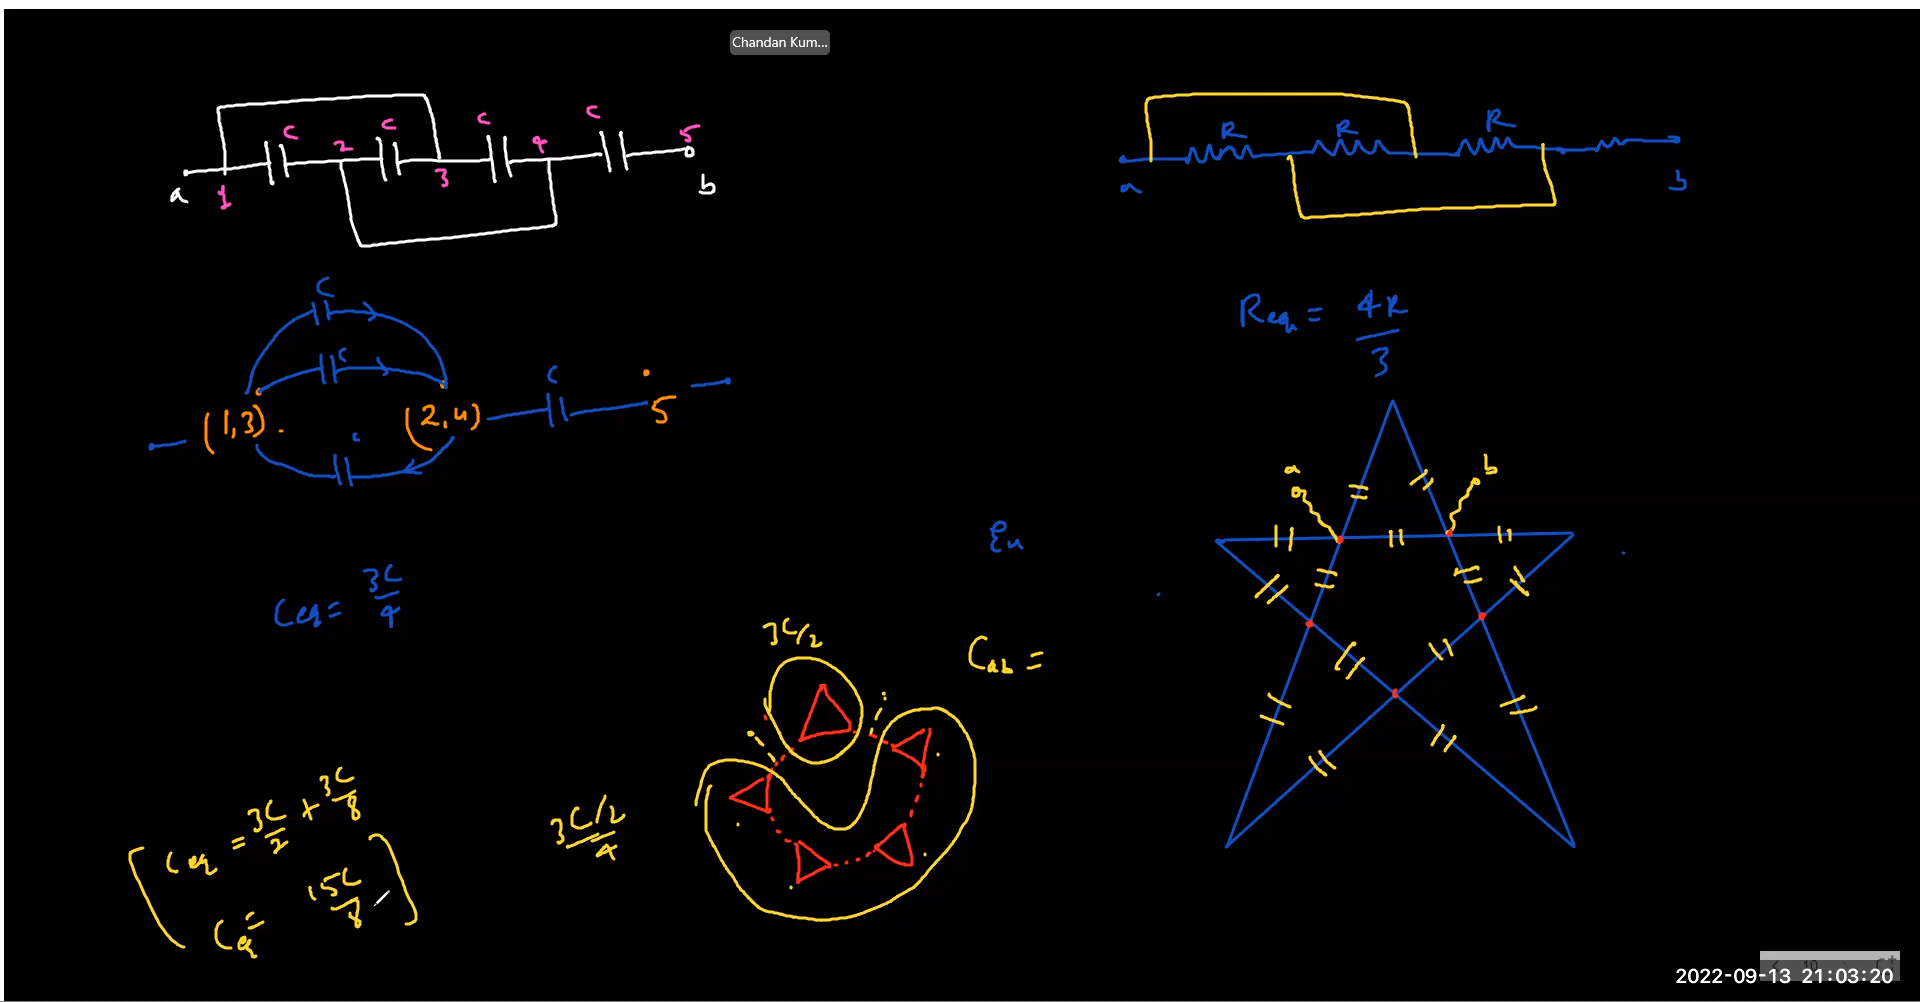 Chandan Kum...
C
C
C
C
1
2
3
4
5
a
b
R
R
R
a
b
C
C
C
C
(1,3)
(2,4)
5
Req = 4R/3
Ceq = 3C/4
a
b
3C/2
Cab =
3C/2/4
Ceq = 3C/2 + 3C/8
Ceq = 15C/8
10
2022-09-13 21:03:20